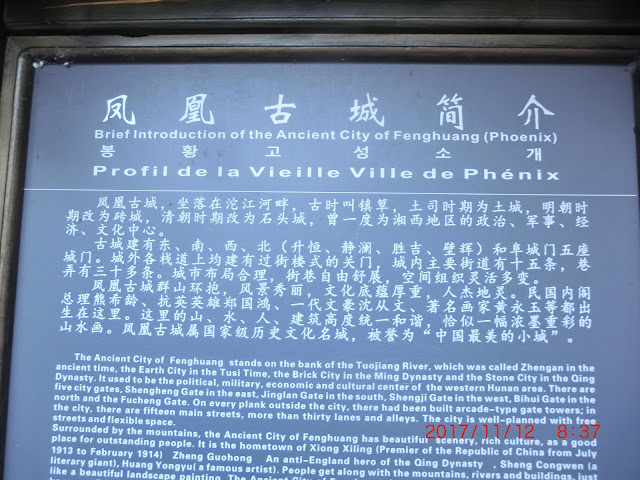 凤凰古城简介
Brief Introduction of the Ancient City of Fenghuang (Phoenix)
봉황고성소개
Profil de la Vieille Ville de Phénix
凤凰古城，坐落在沱江河畔，古时叫镇竿，土司时期为土城，明朝时
期改为砖城，清朝时期改为石头城，曾一度为湘西地区的政治、军事、经
济、文化中心。
古城建有东、南、西、北（升恒、静澜、胜吉、壁辉）和阜城门五座
城门。城外各栈道上均建有过街楼式的关门，城内主要街道有十五条，巷
弄有三十多条。城市布局合理，街巷自由舒展，空间组织灵活多变。
凤凰古城群山环抱，风景秀丽，文化底蕴厚重，人杰地灵。民国内阁
总理熊希龄、抗英英雄郑国鸿、一代文豪沈从文、著名画家黄永玉等都出
生在这里。这里的山、水、人、建筑高度统一和谐，恰似一幅浓墨重彩的
山水画。凤凰古城属国家级历史文化名城，被誉为“中国最美的小城”。
The Ancient City of Fenghuang stands on the bank of the Tuojiang River, which was called Zhengan in the
ancient time, the Earth City in the Tusi Time, the Brick City in the Ming Dynasty and the Stone City in the Qing
Dynasty. It used to be the political, military, economic and cultural center of the western Hunan area. There are
five city gates, Shengheng Gate in the east, Jinglan Gate in the south, Shengji Gate in the west, Bihui Gate in the
north and the Fucheng Gate. On every plank outside the city, there had been built arcade-type gate towers; in
the city, there are fifteen main streets, more than thirty lanes and alleys. The city is well-planned with free
streets and flexible space.
Surrounded by the mountains, the Ancient City of Fenghuang has beautiful scenery, rich culture, as a good
place for outstanding people. It is the hometown of Xiong Xiling (Premier of the Republic of China from July
1913 to February 1914) Zheng Guohong An anti-England hero of the Qing Dynasty , Sheng Congwen (a
literary giant), Huang Yongyu( a famous artist). People get along with the mountains, rivers and buildings, just
like a beautiful landscape painting. The Ancient City of
2017/11/12 8:37